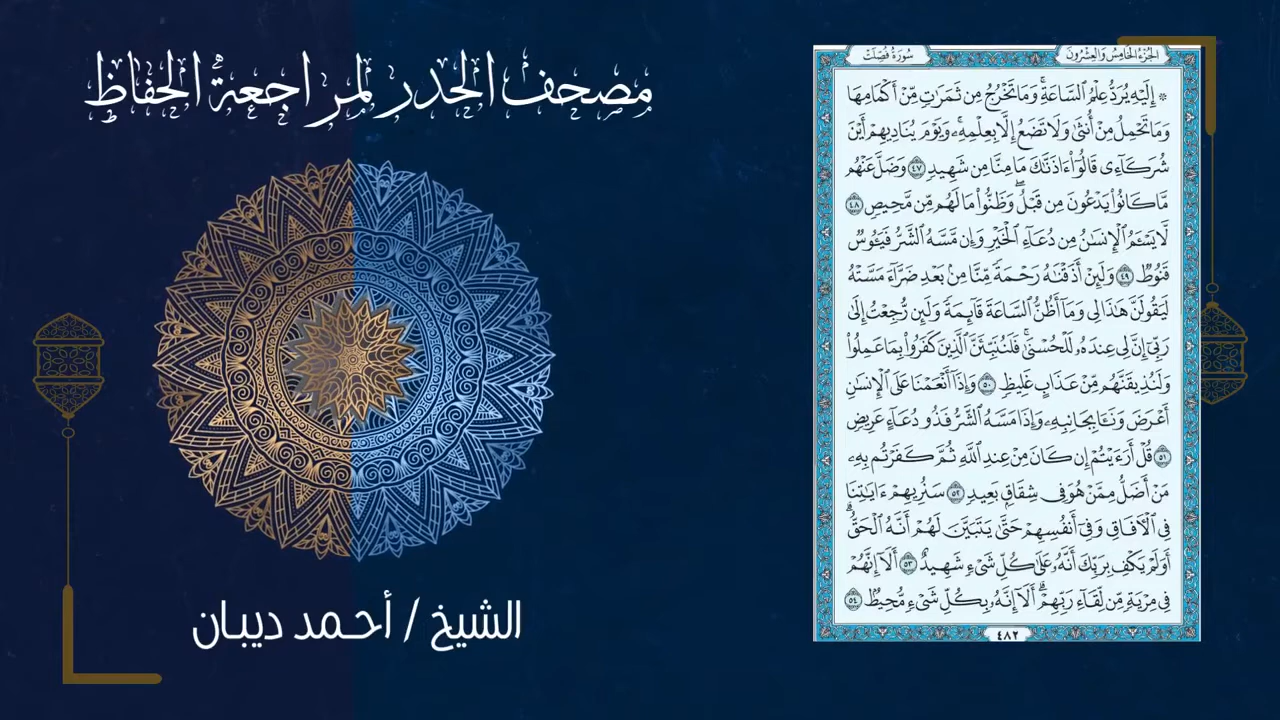 مصحف الحدر لمراجعة الحفاظ
الشيخ / أحمد ديبان
الجزء الخامس والعشرون
سورة فصلت
۞ إِلَيْهِ يُرَدُّ عِلْمُ ٱلسَّاعَةِۚ وَمَا تَخْرُجُ مِن ثَمَرَٰتٖ مِّنْ أَكْمَامِهَا
وَمَا تَحْمِلُ مِنْ أُنثَىٰ وَلَا تَضَعُ إِلَّا بِعِلْمِهِۦۚ وَيَوْمَ يُنَادِيهِمْ أَيْنَ
شُرَكَآءِي قَالُوٓاْ ءَاذَنَّٰكَ مَا مِنَّا مِن شَهِيدٖ ٤٧ وَضَلَّ عَنْهُم
مَّا كَانُواْ يَدْعُونَ مِن قَبْلُۖ وَظَنُّواْ مَا لَهُم مِّن مَّحِيصٖ ٤٨
لَّا يَسْـَٔمُ ٱلْإِنسَٰنُ مِن دُعَآءِ ٱلْخَيْرِ وَإِن مَّسَّهُ ٱلشَّرُّ فَيَـُٔوسٞ
قَنُوطٞ ٤٩ وَلَئِنْ أَذَقْنَٰهُ رَحْمَةٗ مِّنَّا مِنۢ بَعْدِ ضَرَّآءَ مَسَّتْهُ
لَيَقُولَنَّ هَٰذَا لِي وَمَآ أَظُنُّ ٱلسَّاعَةَ قَآئِمَةٗ وَلَئِن رُّجِعْتُ إِلَىٰ
رَبِّيٓ إِنَّ لِي عِندَهُۥ لَلْحُسْنَىٰۚ فَلَنُنَبِّئَنَّ ٱلَّذِينَ كَفَرُواْ بِمَا عَمِلُواْ
وَلَنُذِيقَنَّهُم مِّنْ عَذَابٍ غَلِيظٖ ٥٠ وَإِذَآ أَنْعَمْنَا عَلَى ٱلْإِنسَٰنِ
أَعْرَضَ وَنَـَٔا بِجَانِبِهِۦ وَإِذَا مَسَّهُ ٱلشَّرُّ فَذُو دُعَآءٍ عَرِيضٖ
٥١ قُلْ أَرَءَيْتُمْ إِن كَانَ مِنْ عِندِ ٱللَّهِ ثُمَّ كَفَرْتُم بِهِۦ
مَنْ أَضَلُّ مِمَّنْ هُوَ فِي شِقَاقِۭ بَعِيدٖ ٥٢ سَنُرِيهِمْ ءَايَٰتِنَا
فِي ٱلْأٓفَاقِ وَفِيٓ أَنفُسِهِمْ حَتَّىٰ يَتَبَيَّنَ لَهُمْ أَنَّهُ ٱلْحَقُّۗ
أَوَلَمْ يَكْفِ بِرَبِّكَ أَنَّهُۥ عَلَىٰ كُلِّ شَيْءٖ شَهِيدٌ ٥٣ أَلَآ إِنَّهُمْ
فِي مِرْيَةٖ مِّن لِّقَآءِ رَبِّهِمْۗ أَلَآ إِنَّهُۥ بِكُلِّ شَيْءٖ مُّحِيطُۢ ٥٤
٤٨٢